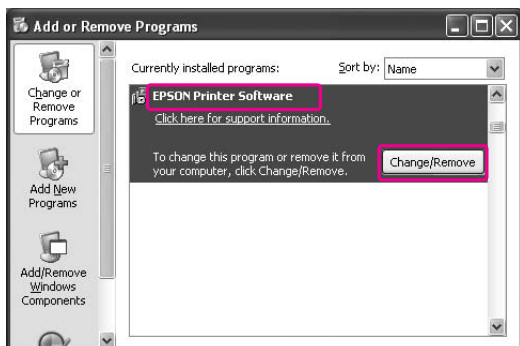 Add or Remove Programs
Change or
Remove
Programs
Add New
Programs
Add/Remove
Windows
Components
Currently installed programs:
Sort by:
Name
EPSON Printer Software
Click here for support information.
To change this program or remove it from
your computer, click Change/Remove.
Change/Remove